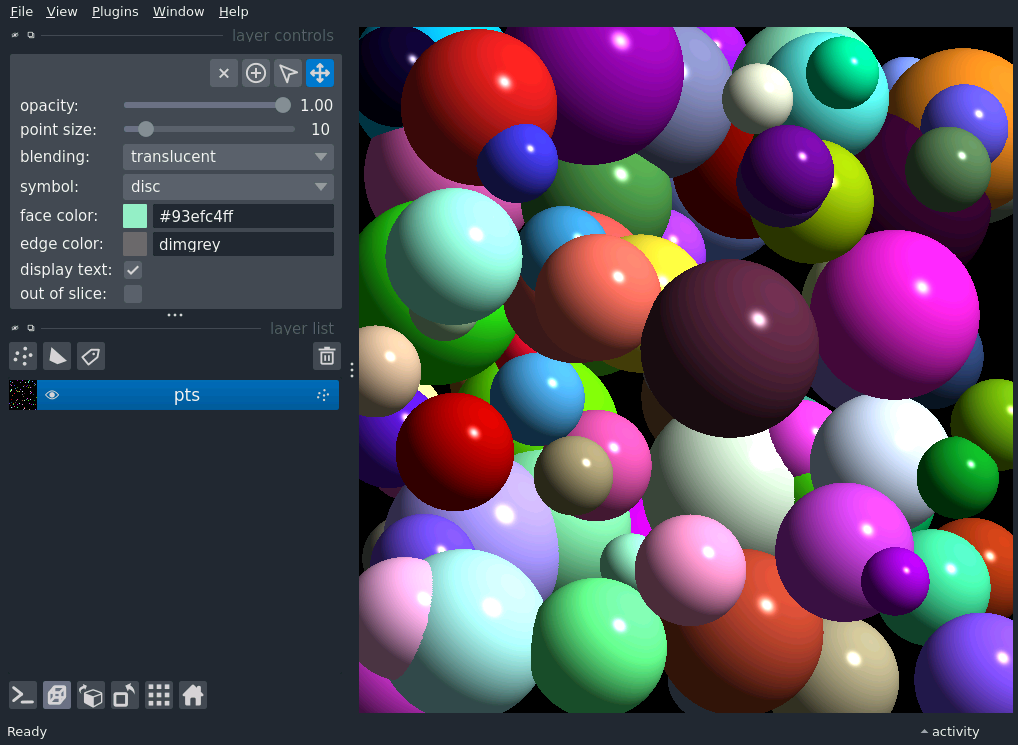 File View Plugins Window Help
layer controls
opacity: 1.00
point size: 10
blending: translucent
symbol: disc
face color: #93efc4ff
edge color: dimgrey
display text:
out of slice:
layer list
pts
Ready
activity